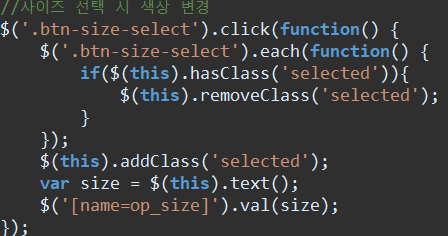 //사이즈 선택 시 색상 변경
$('.btn-size-select').click(function() {
    $('.btn-size-select').each(function() {
        if($(this).hasClass('selected')){
            $(this).removeClass('selected');
        }
    });
    $(this).addClass('selected');
    var size = $(this).text();
    $('[name=op_size]').val(size);
});